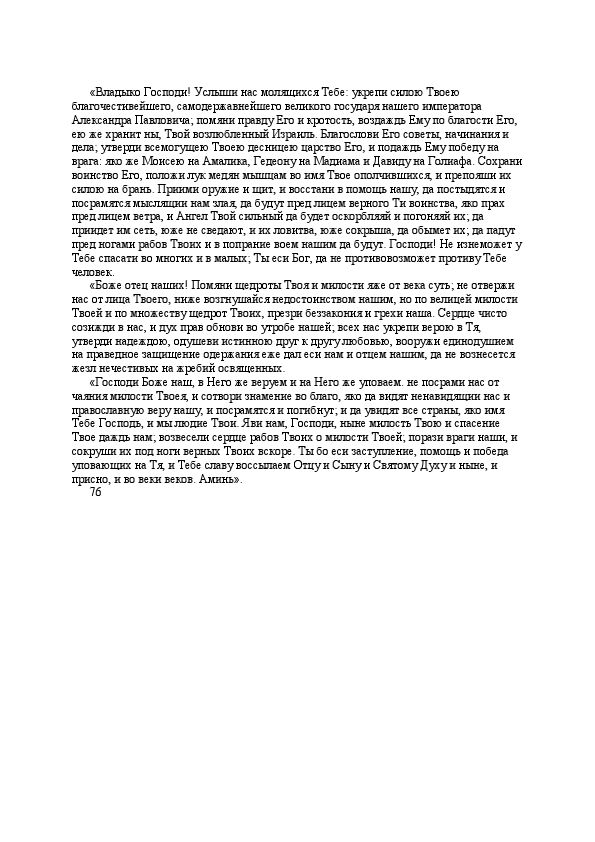 «Владыко Господи! Услыши нас молящихся Тебе: укрепи силою Твоею
благочестивейшего, самодержавнейшего великого государя нашего императора
Александра Павловича; помяни правду Его и кротость, воздаждь Ему по благости Его,
ею же хранит ны, Твой возлюбленный Израиль. Благослови Его советы, начинания и
дела; утверди всемогущею Твоею десницею царство Его, и подаждь Ему победу на
врага: яко же Моисею на Амалика, Гедеону на Мадиама и Давиду на Голиафа. Сохрани
воинство Его, положи лук медян мышцам во имя Твое ополчившихся, и препояши их
силою на брань. Приими оружие и щит, и восстани в помощь нашу, да постыдятся и
посрамятся мыслящии нам злая, да будут пред лицем верного Ти воинства, яко прах
пред лицем ветра, и Ангел Твой сильный да будет оскорбляяй и погоняяй их; да
приидет им сеть, юже не сведают, и их ловитва, юже сокрыша, да обымет их; да падут
пред ногами рабов Твоих и в попрание воем нашим да будут. Господи! Не изнеможет у
Тебе спасати во многих и в малых; Ты еси Бог, да не противовозможет противу Тебе
человек.
«Боже отец наших! Помяни щедроты Твоя и милости яже от века суть; не отвержи
нас от лица Твоего, ниже возгнушайся недостоинством нашим, но по велицей милости
Твоей и по множеству щедрот Твоих, презри беззакония и грехи наша. Сердце чисто
созижди в нас, и дух прав обнови во утробе нашей; всех нас укрепи верою в Тя,
утверди надеждою, одушеви истинною друг к другу любовью, вооружи единодушием
на праведное защищение одержания еже дал еси нам и отцем нашим, да не вознесется
жезл нечестивых на жребий освященных.
«Господи Боже наш, в Него же веруем и на Него же уповаем. не посрами нас от
чаяния милости Твоея, и сотвори знамение во благо, яко да видят ненавидящии нас и
православную веру нашу, и посрамятся и погибнут; и да увидят все страны, яко имя
Тебе Господь, и мы людие Твои. Яви нам, Господи, ныне милость Твою и спасение
Твое даждь нам; возвесели сердце рабов Твоих о милости Твоей; порази враги наши, и
сокруши их под ноги верных Твоих вскоре. Ты бо еси заступление, помощь и победа
уповающих на Тя, и Тебе славу воссылаем Отцу и Сыну и Святому Духу и ныне, и
присно, и во веки веков. Аминь».
76